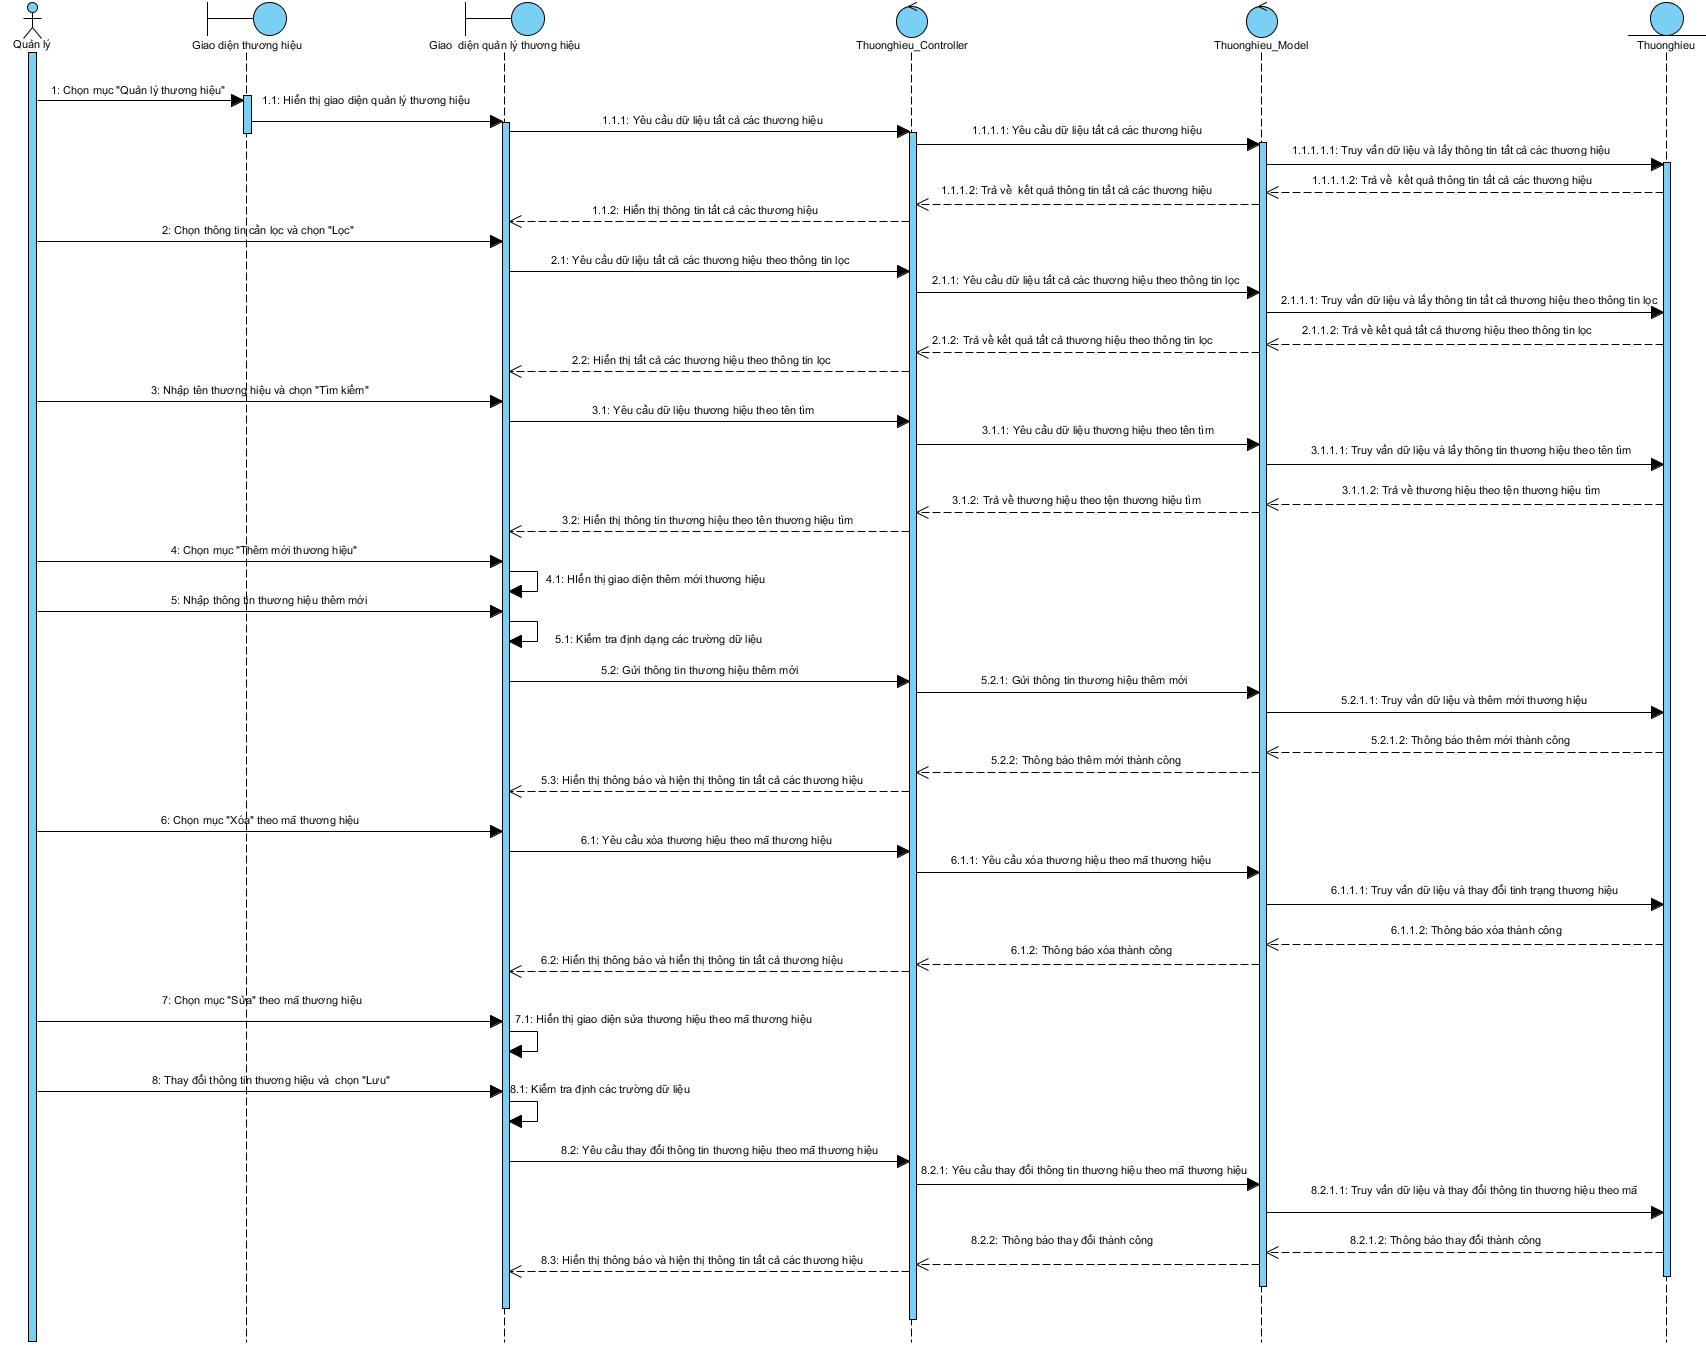 Quản lý
Giao diện thương hiệu
Giao diện quản lý thương hiệu
Thuonghieu_Controller
Thuonghieu_Model
Thuonghieu
1: Chọn mục "Quản lý thương hiệu"
1.1: Hiển thị giao diện quản lý thương hiệu
1.1.1: Yêu cầu dữ liệu tất cả các thương hiệu
1.1.1.1: Yêu cầu dữ liệu tất cả các thương hiệu
1.1.1.1.1: Truy vấn dữ liệu và lấy thông tin tất cả các thương hiệu
1.1.1.1.2: Trả về kết quả thông tin tất cả các thương hiệu
1.1.1.2: Trả về kết quả thông tin tất cả các thương hiệu
1.1.2: Hiển thị thông tin tất cả các thương hiệu
2: Chọn thông tin cần lọc và chọn "Lọc"
2.1: Yêu cầu dữ liệu tất cả các thương hiệu theo thông tin lọc
2.1.1: Yêu cầu dữ liệu tất cả các thương hiệu theo thông tin lọc
2.1.1.1: Truy vấn dữ liệu và lấy thông tin tất cả thương hiệu theo thông tin lọc
2.1.1.2: Trả về kết quả tất cả thương hiệu theo thông tin lọc
2.1.2: Trả về kết quả tất cả thương hiệu theo thông tin lọc
2.2: Hiển thị tất cả các thương hiệu theo thông tin lọc
3: Nhập tên thương hiệu và chọn "Tìm kiếm"
3.1: Yêu cầu dữ liệu thương hiệu theo tên tìm
3.1.1: Yêu cầu dữ liệu thương hiệu theo tên tìm
3.1.1.1: Truy vấn dữ liệu và lấy thông tin thương hiệu theo tên tìm
3.1.1.2: Trả về thương hiệu theo tện thương hiệu tìm
3.1.2: Trả về thương hiệu theo tện thương hiệu tìm
3.2: Hiển thị thông tin thương hiệu theo tên thương hiệu tìm
4: Chọn mục "Thêm mới thương hiệu"
4.1: HIển thị giao diện thêm mới thương hiệu
5: Nhập thông tin thương hiệu thêm mới
5.1: Kiểm tra định dạng các trường dữ liệu
5.2: Gửi thông tin thương hiệu thêm mới
5.2.1: Gửi thông tin thương hiệu thêm mới
5.2.1.1: Truy vấn dữ liệu và thêm mới thương hiệu
5.2.1.2: Thông báo thêm mới thành công
5.2.2: Thông báo thêm mới thành công
5.3: Hiển thị thông báo và hiện thị thông tin tất cả các thương hiệu
6: Chọn mục "Xóa" theo mã thương hiệu
6.1: Yêu cầu xóa thương hiệu theo mã thương hiệu
6.1.1: Yêu cầu xóa thương hiệu theo mã thương hiệu
6.1.1.1: Truy vấn dữ liệu và thay đổi tình trạng thương hiệu
6.1.1.2: Thông báo xóa thành công
6.1.2: Thông báo xóa thành công
6.2: Hiển thị thông báo và hiển thị thông tin tất cả thương hiệu
7: Chọn mục "Sửa" theo mã thương hiệu
7.1: Hiển thị giao diện sửa thương hiệu theo mã thương hiệu
8: Thay đổi thông tin thương hiệu và chọn "Lưu"
8.1: Kiểm tra định các trường dữ liệu
8.2: Yêu cầu thay đổi thông tin thương hiệu theo mã thương hiệu
8.2.1: Yêu cầu thay đổi thông tin thương hiệu theo mã thương hiệu
8.2.1.1: Truy vấn dữ liệu và thay đổi thông tin thương hiệu theo mã
8.2.1.2: Thông báo thay đổi thành công
8.2.2: Thông báo thay đổi thành công
8.3: Hiển thị thông báo và hiện thị thông tin tất cả các thương hiệu